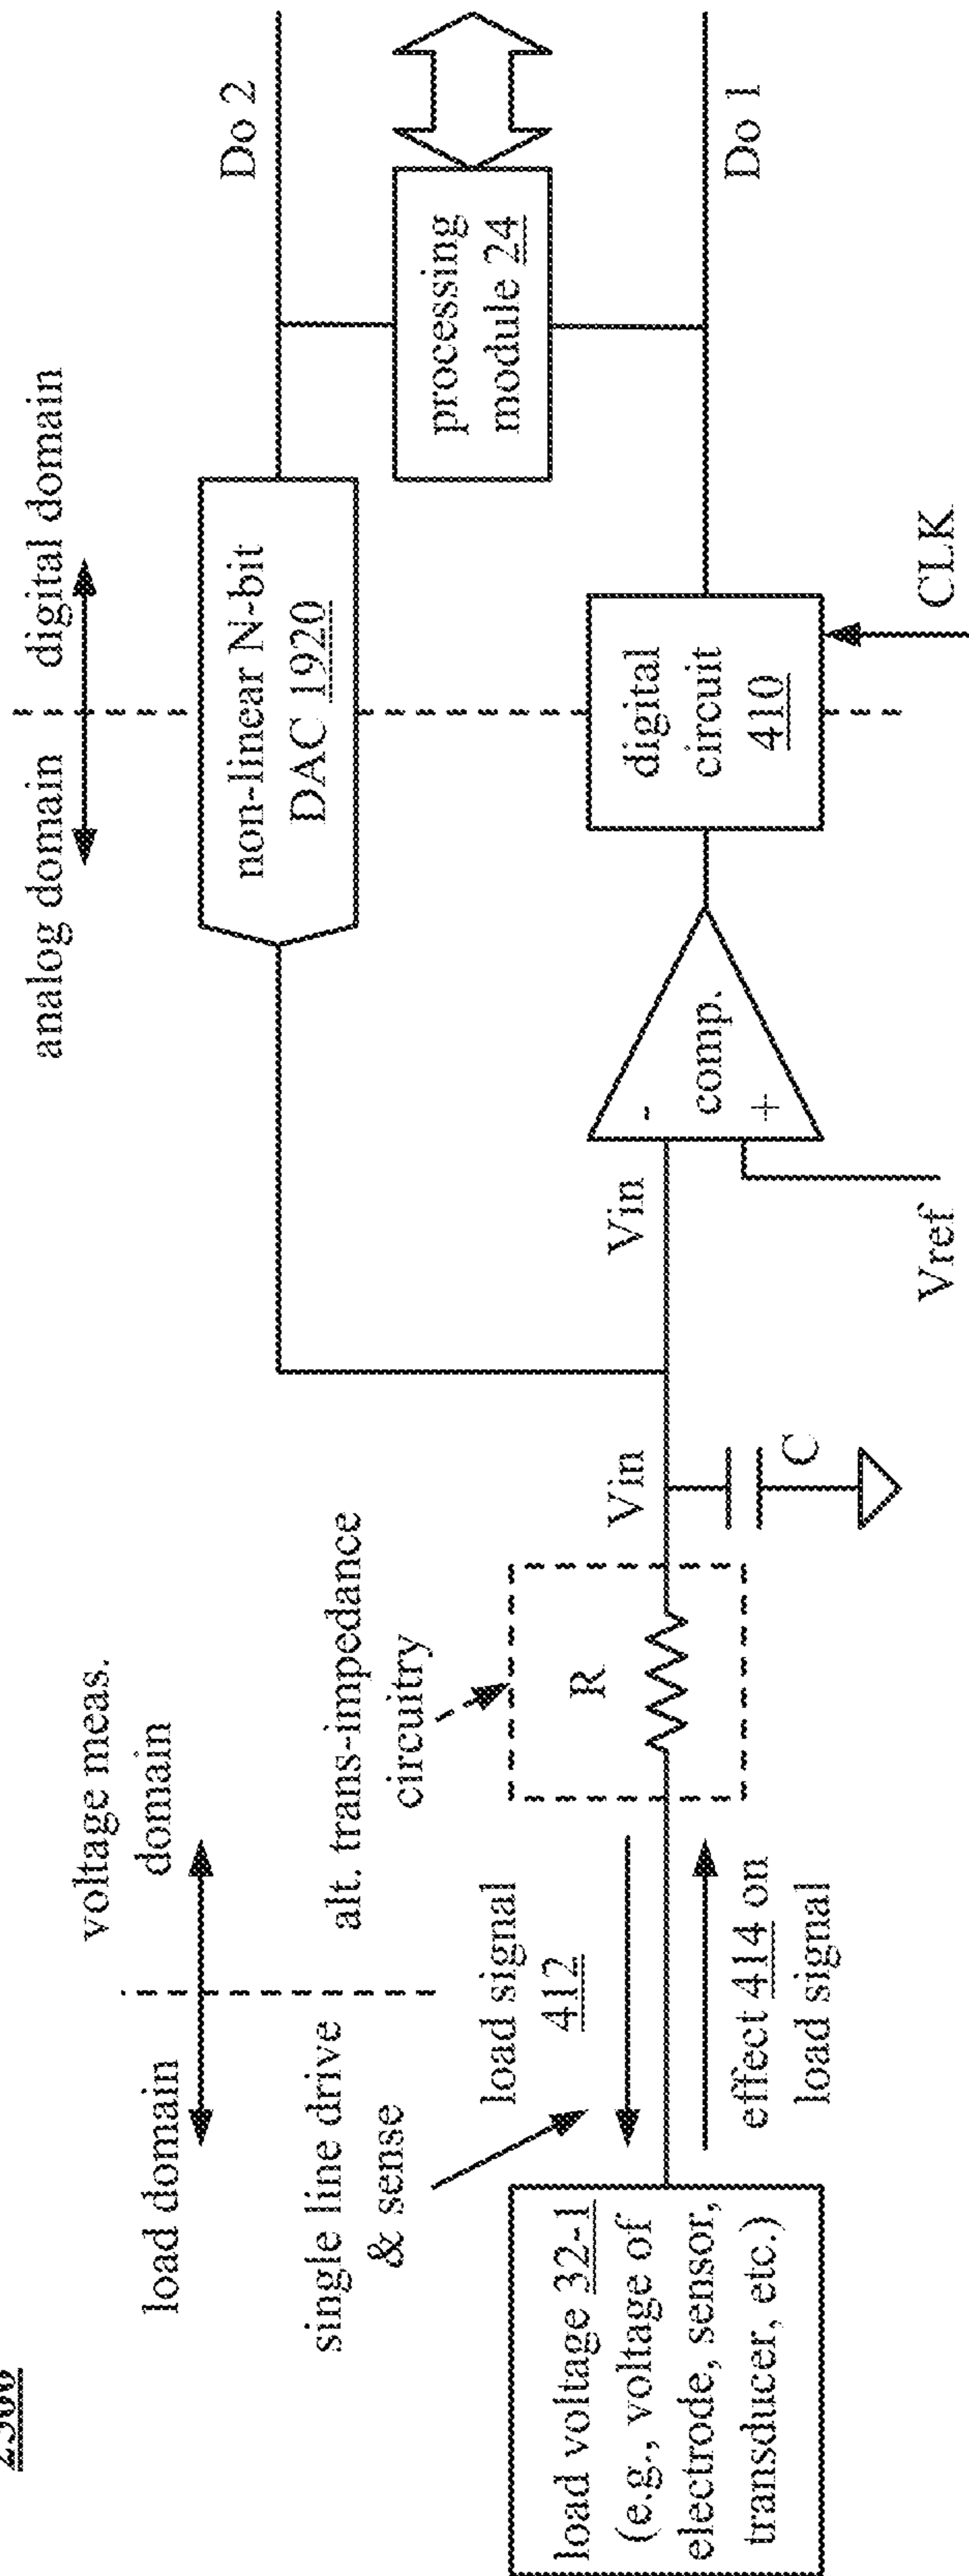 load domain
voltage meas.
domain
analog domain
digital domain
single line drive
& sense
alt. trans-impedance
circuitry
non-linear N-bit
DAC 1920
Do 2
load signal
412
R
Vin
Vin
-
comp.
+
digital
circuit
410
processing
module 24
load voltage 32-1
(e.g., voltage of
electrode, sensor,
transducer, etc.)
effect 414 on
load signal
C
Vref
CLK
Do 1